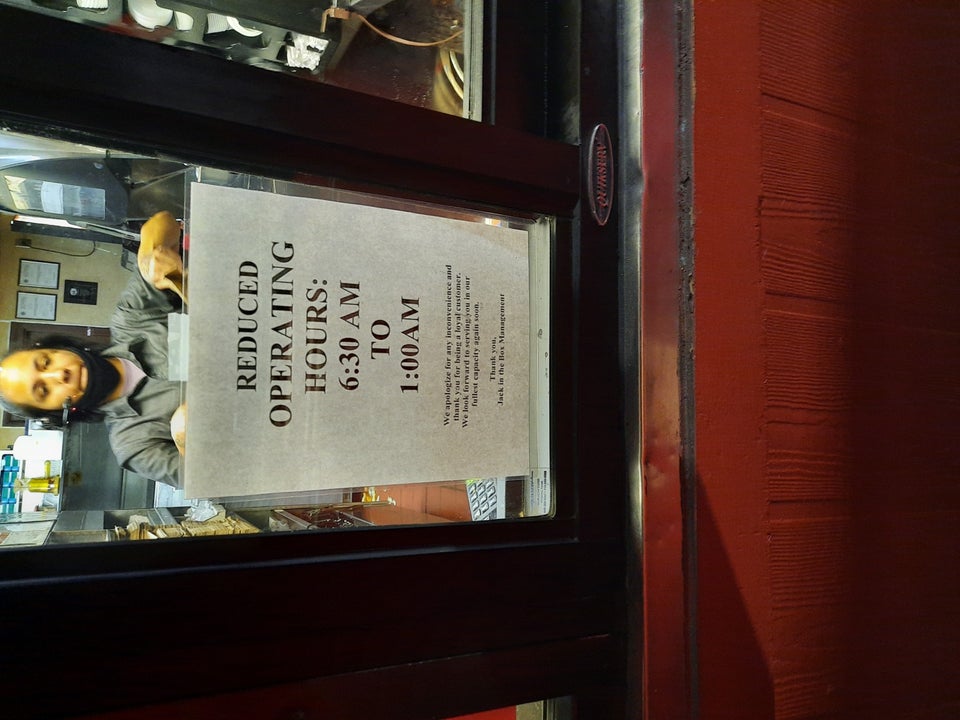 REDUCED
OPERATING
HOURS:
6:30 AM
TO
1:00AM
We apologize for any inconvenience and
thank you for being a loyal customer.
We look forward to serving you in our
fullest capacity again soon.
Thank you,
Jack in the Box Management
QUIKSERV